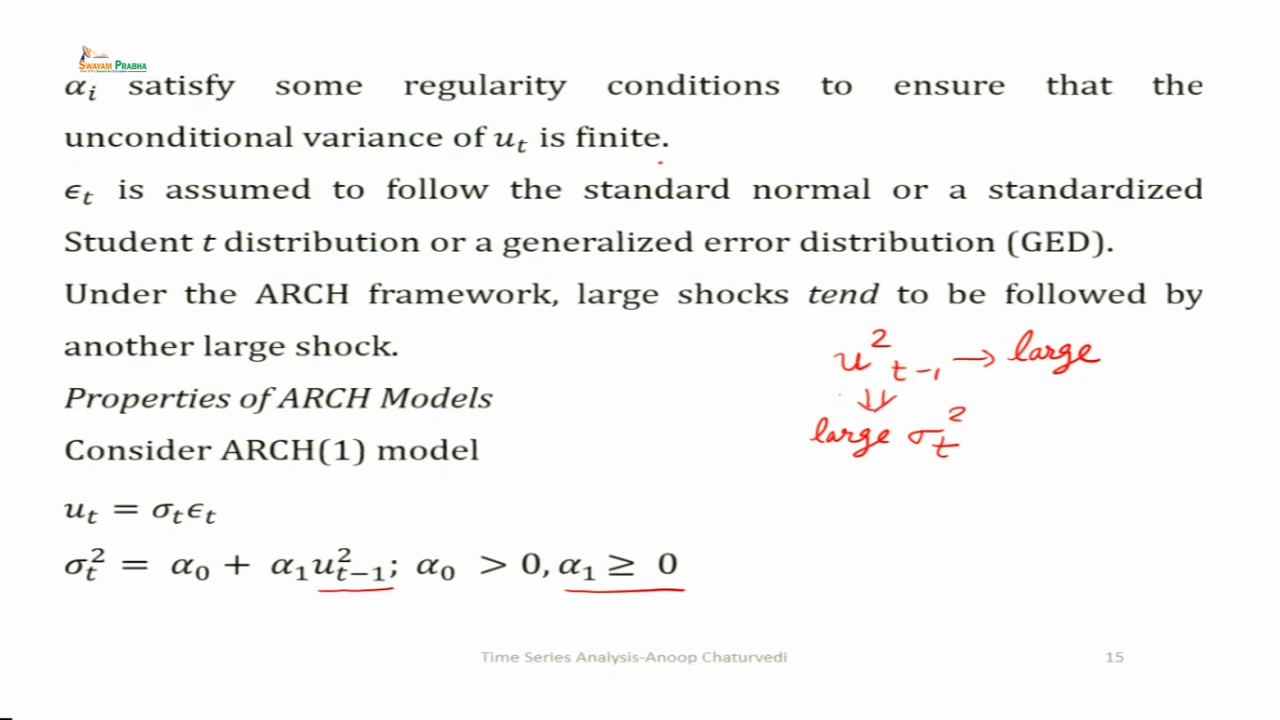 SWAYAM PRABHA
αᵢ satisfy some regularity conditions to ensure that the
unconditional variance of uₜ is finite.
ϵₜ is assumed to follow the standard normal or a standardized
Student t distribution or a generalized error distribution (GED).
Under the ARCH framework, large shocks tend to be followed by
another large shock.
u²ₜ₋₁ → large
⇓
large σₜ²
Properties of ARCH Models
Consider ARCH(1) model
uₜ = σₜϵₜ
σₜ² = α₀ + α₁u²ₜ₋₁; α₀ > 0, α₁ ≥ 0
Time Series Analysis-Anoop Chaturvedi 15